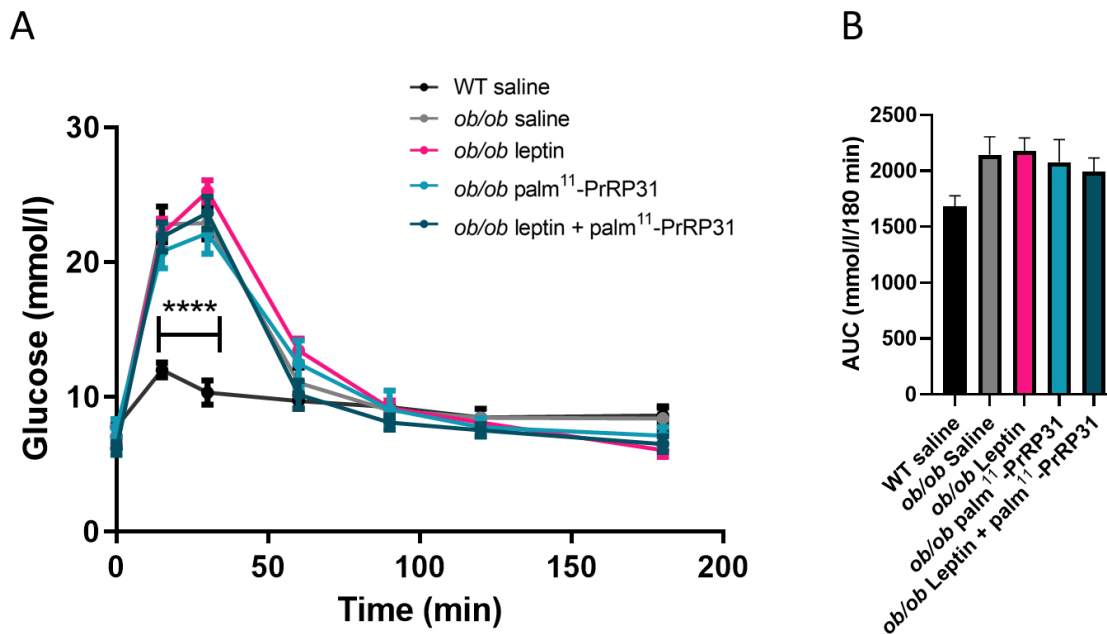 A
B
WT saline
ob/ob saline
ob/ob leptin
ob/ob palm¹¹-PrRP31
ob/ob leptin + palm¹¹-PrRP31
30
20
10
0
Glucose (mmol/l)
****
0 50 100 150 200
Time (min)
2500
2000
1500
1000
500
0
AUC (mmol/l/180 min)
WT saline
ob/ob Saline
ob/ob Leptin
ob/ob palm¹¹-PrRP31
ob/ob Leptin + palm¹¹-PrRP31